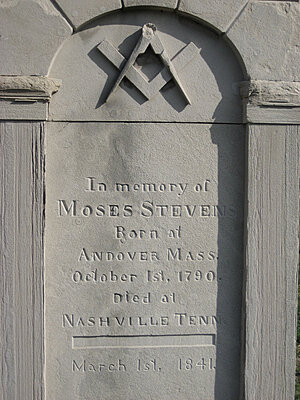 In memory of
MOSES STEVENS
Born at
ANDOVER MASS.
October 1st, 1790.
Died at
NASHVILLE TENN
March 1st, 1841.